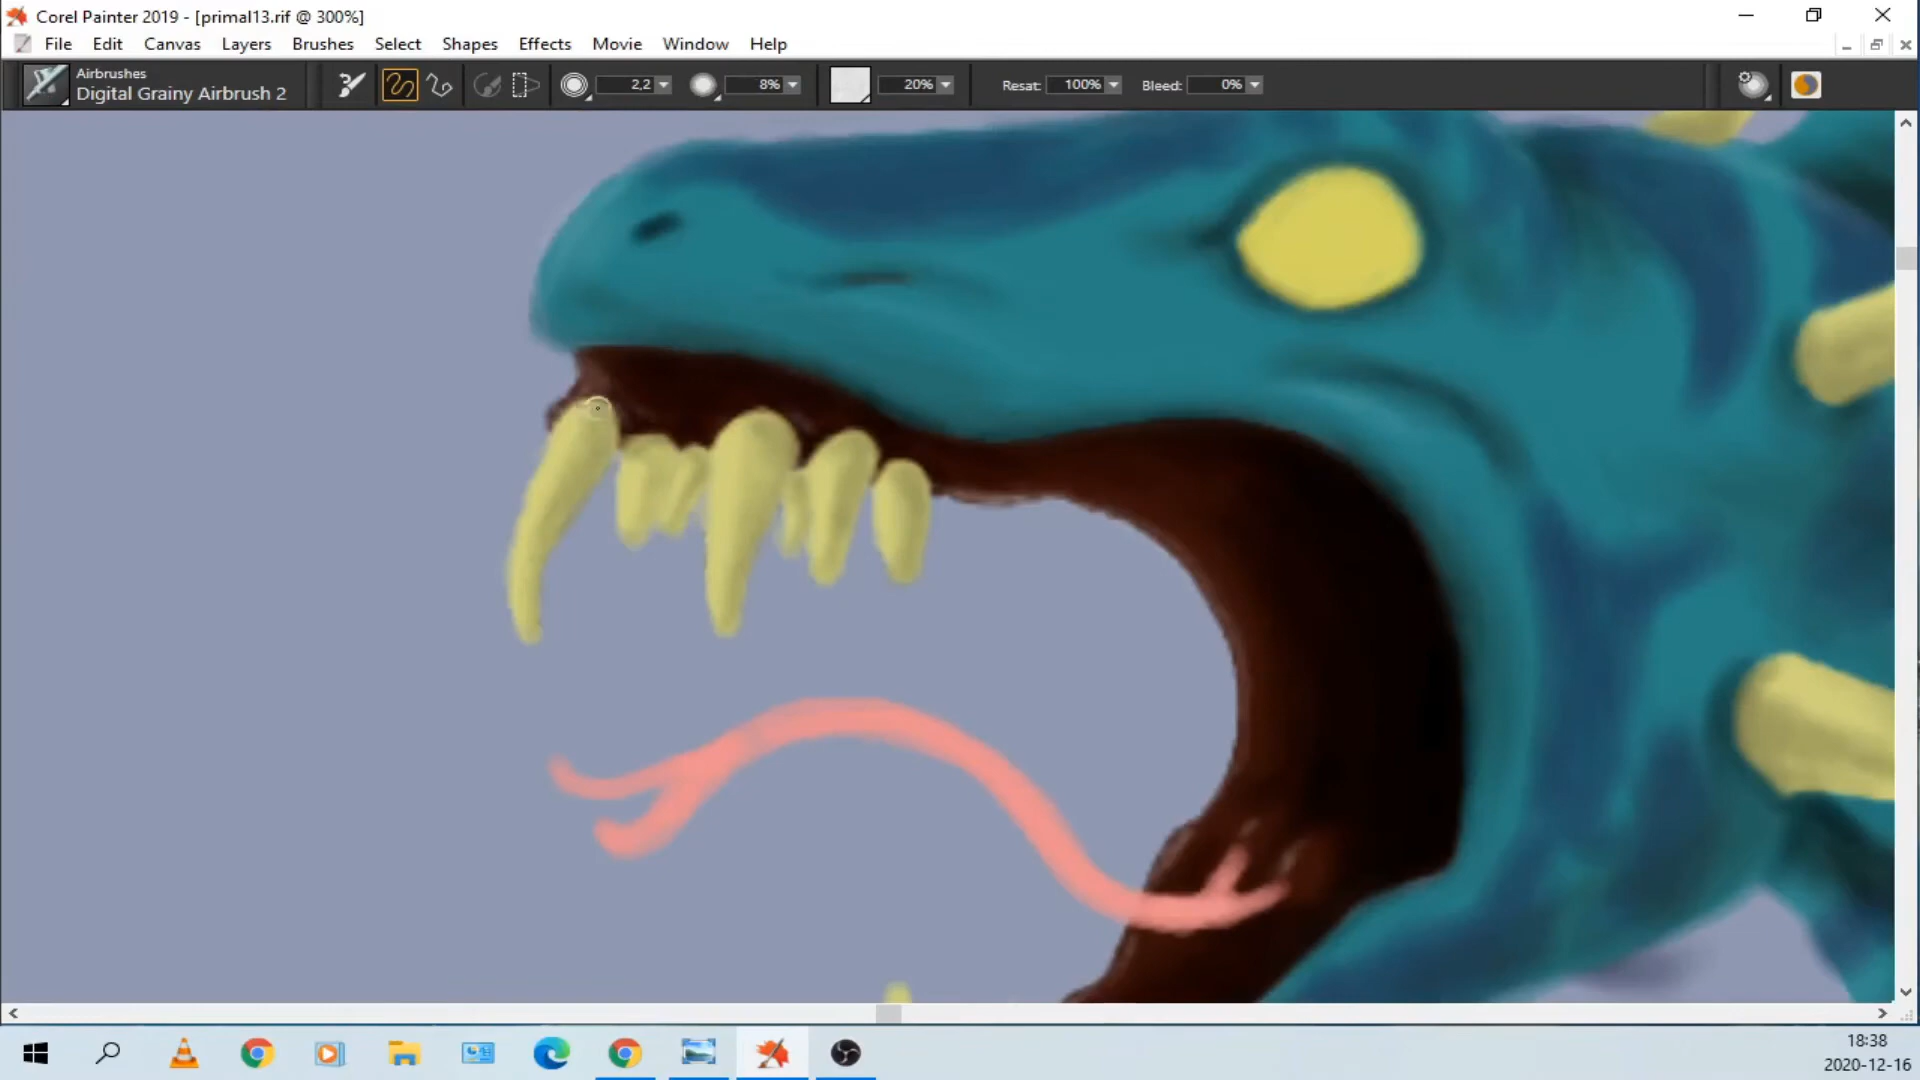 Corel Painter 2019 - [primal13.rif @ 300%]
File Edit Canvas Layers Brushes Select Shapes Effects Movie Window Help
Airbrushes
Digital Grainy Airbrush 2
2,2 8% 20% Resat: 100% Bleed: 0%
18:38
2020-12-16